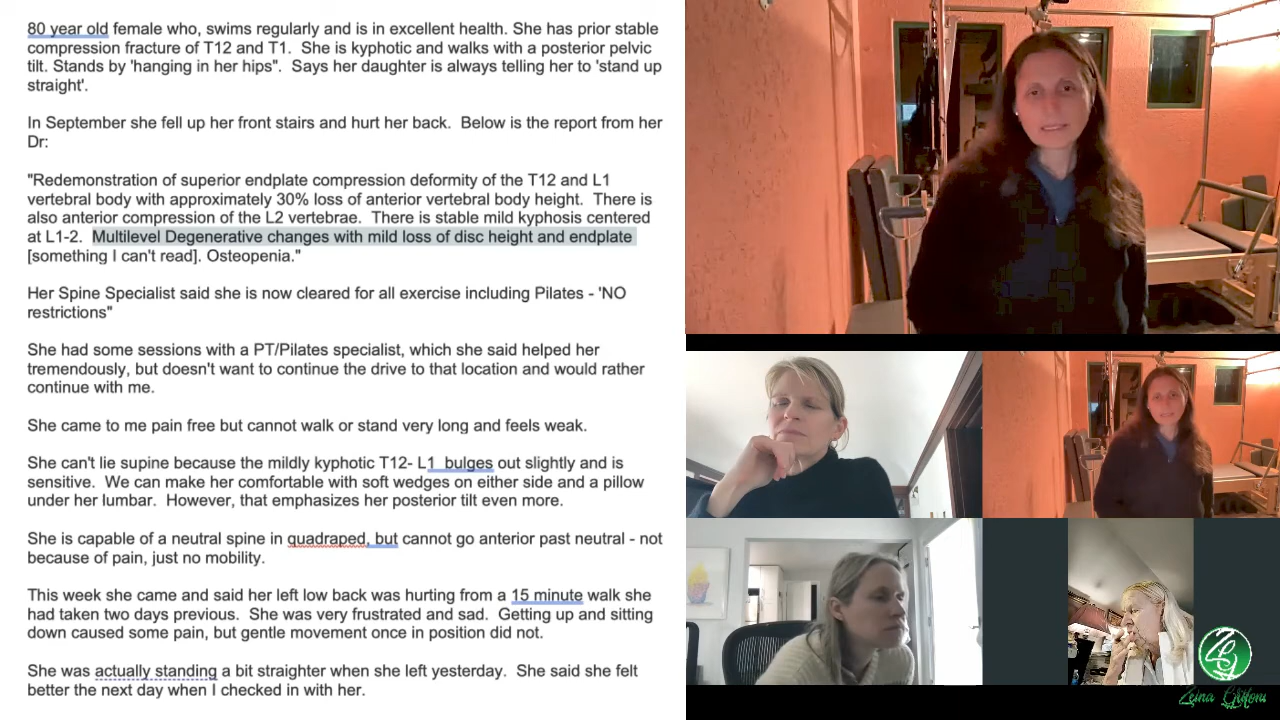 80 year old female who, swims regularly and is in excellent health. She has prior stable
compression fracture of T12 and T1.  She is kyphotic and walks with a posterior pelvic
tilt. Stands by 'hanging in her hips".  Says her daughter is always telling her to 'stand up
straight'.
In September she fell up her front stairs and hurt her back.  Below is the report from her
Dr:
"Redemonstration of superior endplate compression deformity of the T12 and L1
vertebral body with approximately 30% loss of anterior vertebral body height.  There is
also anterior compression of the L2 vertebrae.  There is stable mild kyphosis centered
at L1-2.  Multilevel Degenerative changes with mild loss of disc height and endplate
[something I can't read]. Osteopenia."
Her Spine Specialist said she is now cleared for all exercise including Pilates - 'NO
restrictions"
She had some sessions with a PT/Pilates specialist, which she said helped her
tremendously, but doesn't want to continue the drive to that location and would rather
continue with me.
She came to me pain free but cannot walk or stand very long and feels weak.
She can't lie supine because the mildly kyphotic T12- L1  bulges out slightly and is
sensitive.  We can make her comfortable with soft wedges on either side and a pillow
under her lumbar.  However, that emphasizes her posterior tilt even more.
She is capable of a neutral spine in quadraped, but cannot go anterior past neutral - not
because of pain, just no mobility.
This week she came and said her left low back was hurting from a 15 minute walk she
had taken two days previous.  She was very frustrated and sad.  Getting up and sitting
down caused some pain, but gentle movement once in position did not.
She was actually standing a bit straighter when she left yesterday.  She said she felt
better the next day when I checked in with her.
Zeina